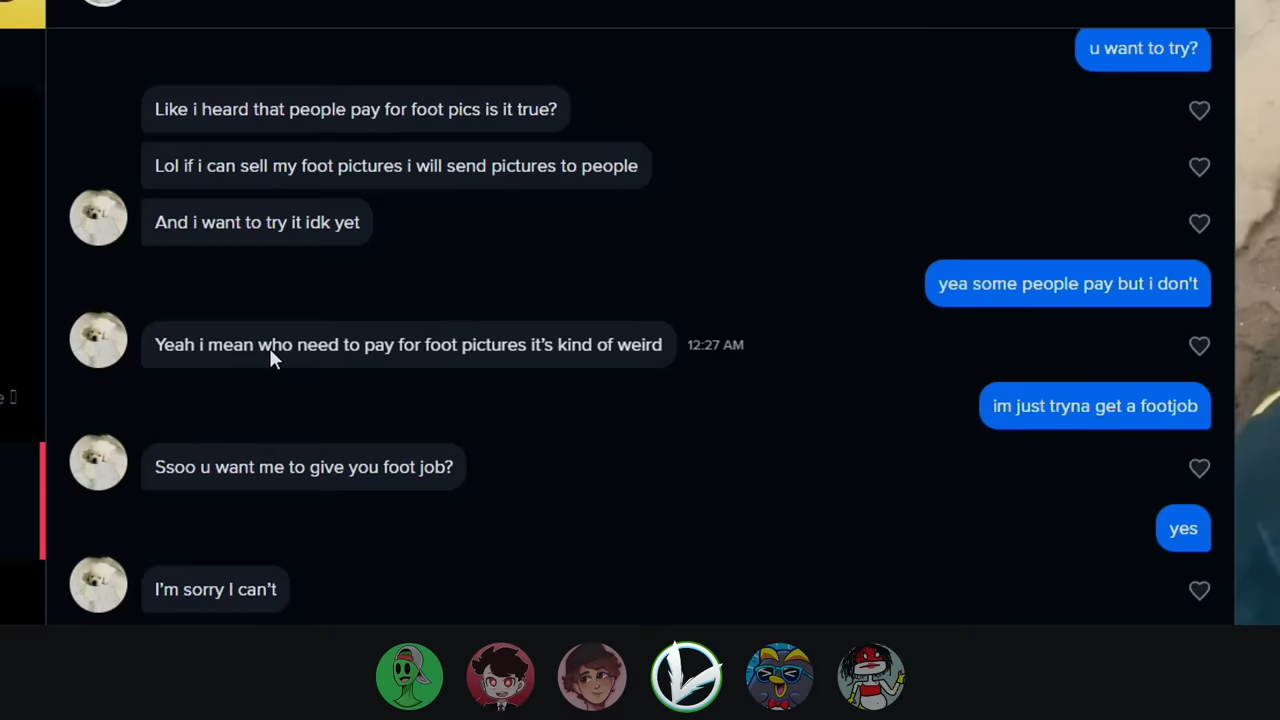 u want to try?
Like i heard that people pay for foot pics is it true?
Lol if i can sell my foot pictures i will send pictures to people
And i want to try it idk yet
yea some people pay but i don't
Yeah i mean who need to pay for foot pictures it’s kind of weird 12:27 AM
im just tryna get a footjob
e
Ssoo u want me to give you foot job?
yes
I’m sorry I can’t